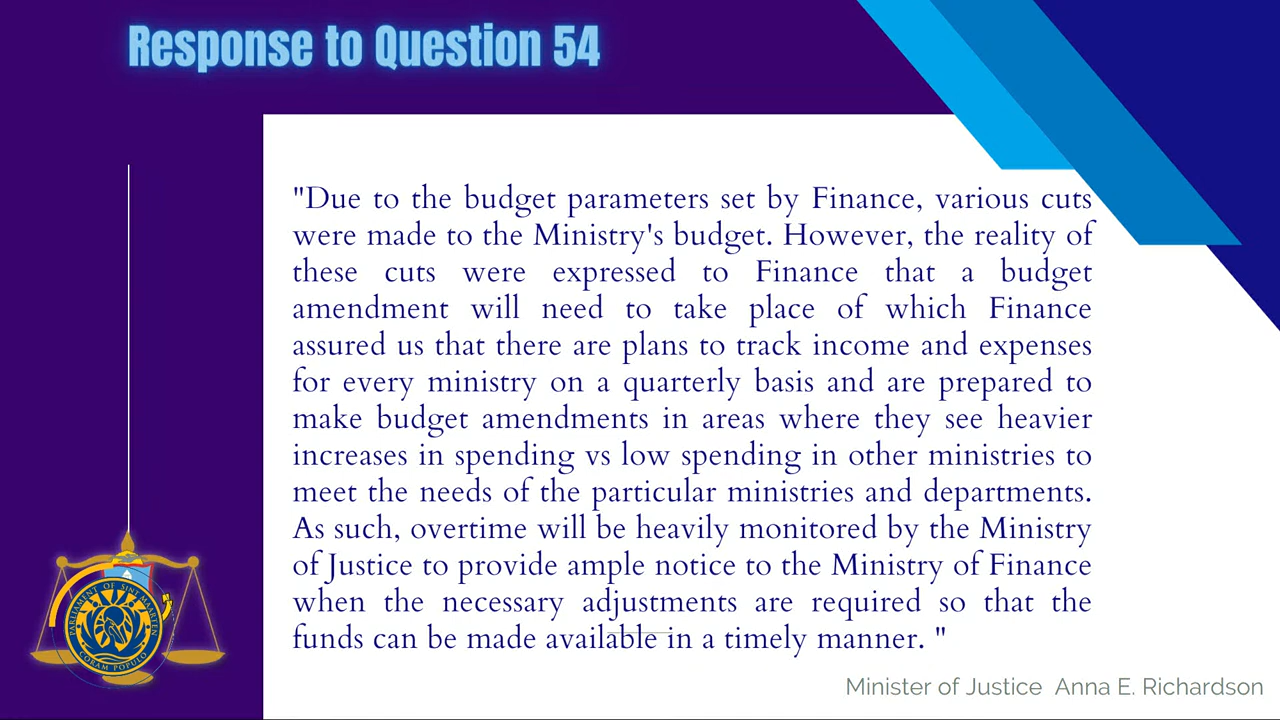 Response to Question 54
"Due to the budget parameters set by Finance, various cuts
were made to the Ministry's budget. However, the reality of
these cuts were expressed to Finance that a budget
amendment will need to take place of which Finance
assured us that there are plans to track income and expenses
for every ministry on a quarterly basis and are prepared to
make budget amendments in areas where they see heavier
increases in spending vs low spending in other ministries to
meet the needs of the particular ministries and departments.
As such, overtime will be heavily monitored by the Ministry
of Justice to provide ample notice to the Ministry of Finance
when the necessary adjustments are required so that the
funds can be made available in a timely manner. "
PARLIAMENT OF SINT MAARTEN
CORAM POPULO
Minister of Justice Anna E. Richardson